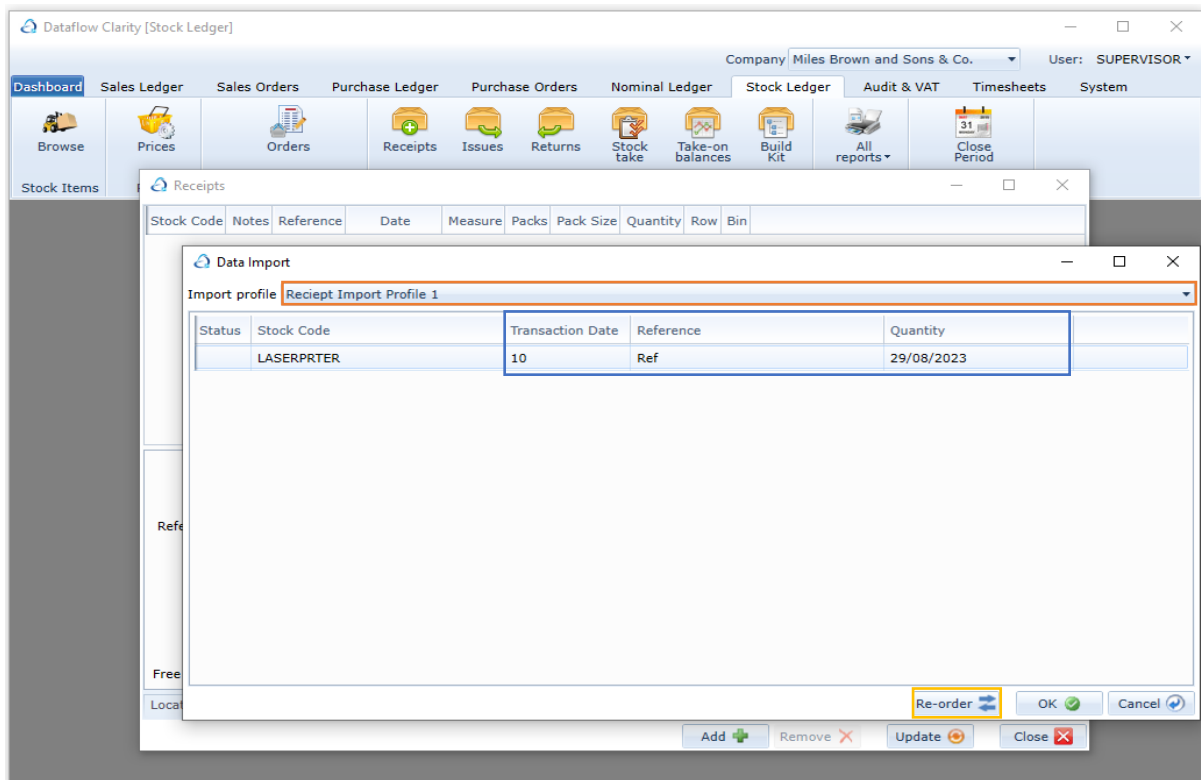 Dataflow Clarity [Stock Ledger]
Company Miles Brown and Sons & Co. User: SUPERVISOR
Dashboard Sales Ledger Sales Orders Purchase Ledger Purchase Orders Nominal Ledger Stock Ledger Audit & VAT Timesheets System
31
Browse Prices Orders Receipts Issues Returns Stock take Take-on balances Build Kit All reports Close Period
Stock Items
Receipts
Stock Code Notes Reference Date Measure Packs Pack Size Quantity Row Bin
Data Import
Import profile Reciept Import Profile 1
Status Stock Code Transaction Date Reference Quantity
LASERPRTER 10 Ref 29/08/2023
Refe
Free
Locat
Re-order OK Cancel
Add Remove Update Close